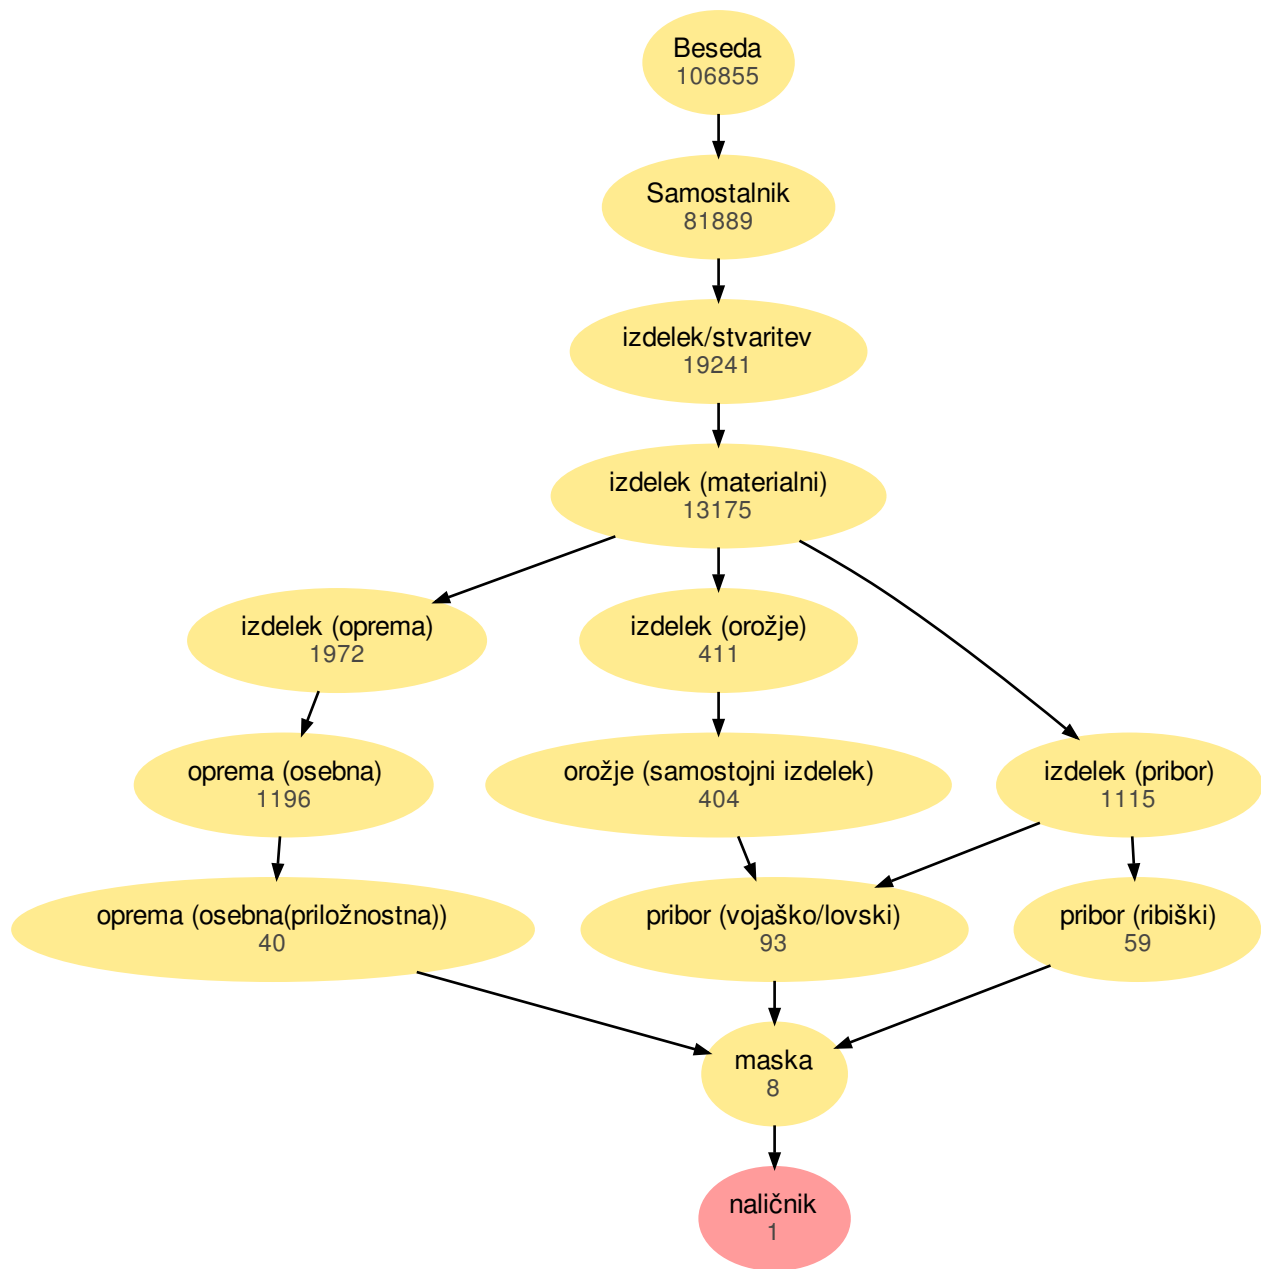 Beseda
106855
Samostalnik
81889
izdelek/stvaritev
19241
izdelek (materialni)
13175
izdelek (oprema)
1972
izdelek (orožje)
411
oprema (osebna)
1196
orožje (samostojni izdelek)
404
izdelek (pribor)
1115
oprema (osebna(priložnostna))
40
pribor (vojaško/lovski)
93
pribor (ribiški)
59
maska
8
naličnik
1